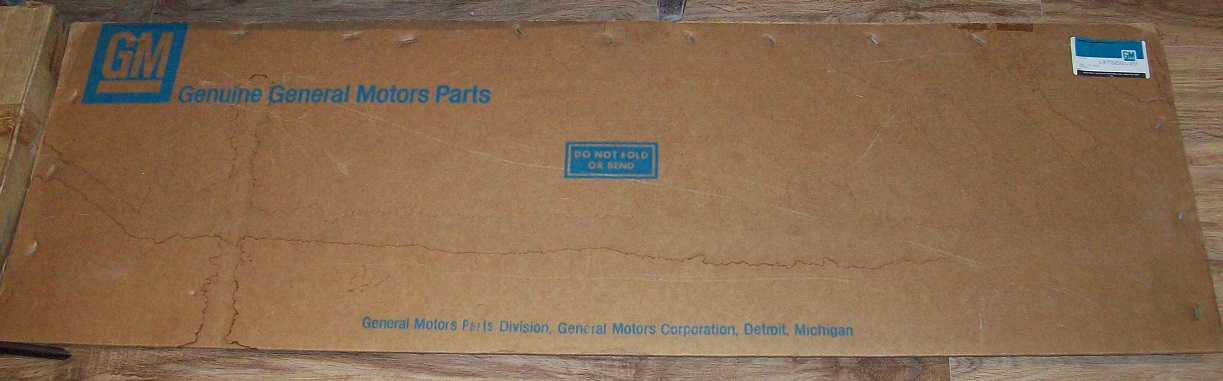 GM
Genuine General Motors Parts
GM
DO NOT FOLD
OR BEND
General Motors Parts Division, General Motors Corporation, Detroit, Michigan